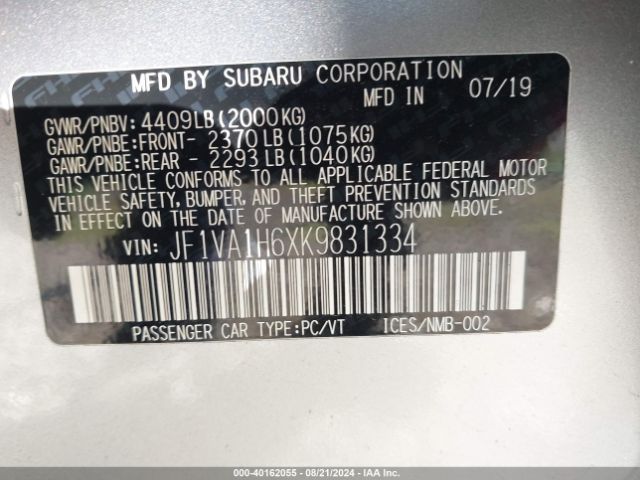 MFD BY SUBARU CORPORATION
MFD IN 07/19
GVWR/PNBV: 4409LB(2000KG)
GAWR/PNBE:FRONT- 2370LB(1075KG)
GAWR/PNBE:REAR - 2293LB(1040KG)
THIS VEHICLE CONFORMS TO ALL APPLICABLE FEDERAL MOTOR
VEHICLE SAFETY, BUMPER, AND THEFT PREVENTION STANDARDS
IN EFFECT ON THE DATE OF MANUFACTURE SHOWN ABOVE.
VIN: JF1VA1H6XK9831334
PASSENGER CAR TYPE:PC/VT ICES/NMB-002
000-40162055 - 08/21/2024 - IAAI.COM